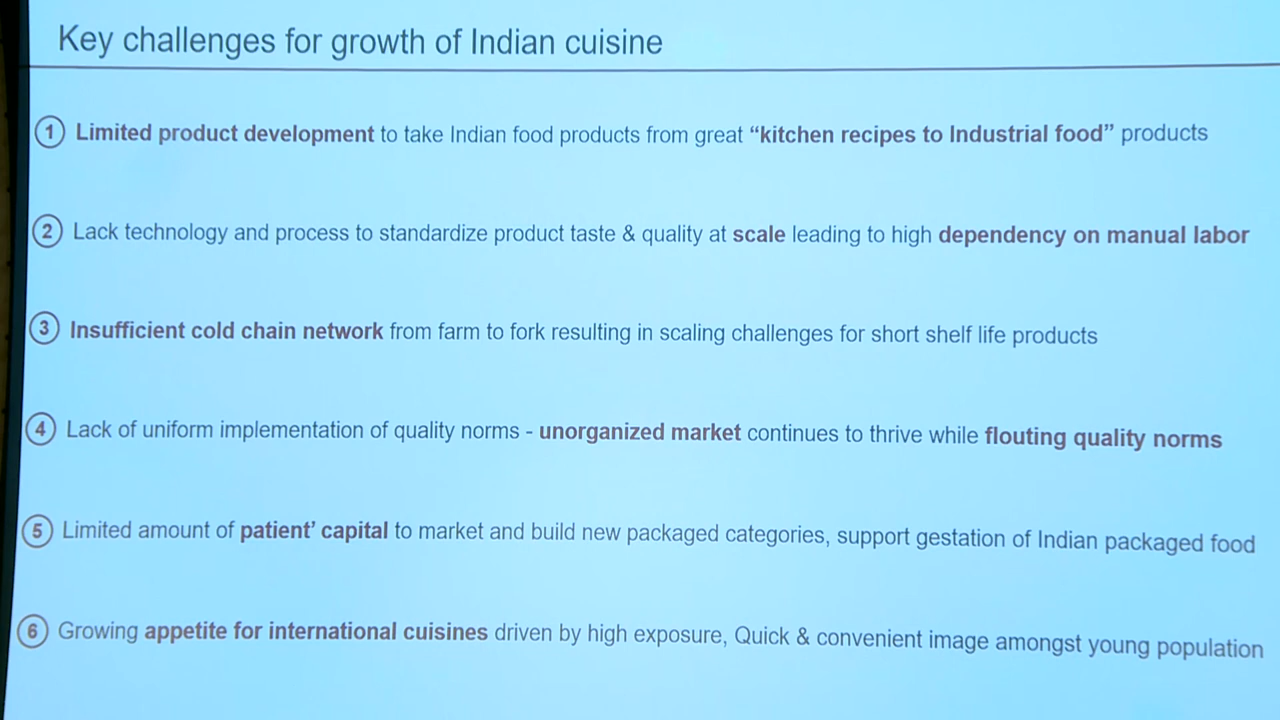 Key challenges for growth of Indian cuisine
1 Limited product development to take Indian food products from great “kitchen recipes to Industrial food” products
2 Lack technology and process to standardize product taste & quality at scale leading to high dependency on manual labor
3 Insufficient cold chain network from farm to fork resulting in scaling challenges for short shelf life products
4 Lack of uniform implementation of quality norms - unorganized market continues to thrive while flouting quality norms
5 Limited amount of patient’ capital to market and build new packaged categories, support gestation of Indian packaged food
6 Growing appetite for international cuisines driven by high exposure, Quick & convenient image amongst young population